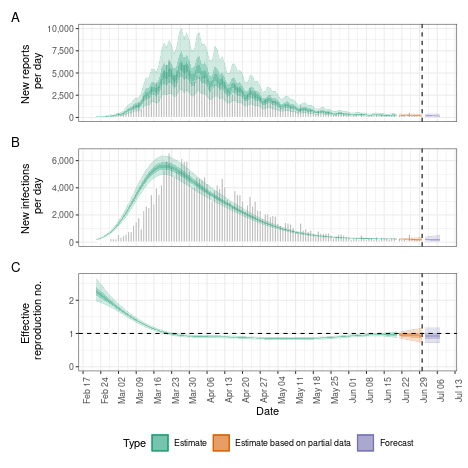 A
New reports
per day
10,000
7,500
5,000
2,500
0
B
New infections
per day
6,000
4,000
2,000
0
C
Effective
reproduction no.
2
1
0
Feb 17
Feb 24
Mar 02
Mar 09
Mar 16
Mar 23
Mar 30
Apr 06
Apr 13
Apr 20
Apr 27
May 04
May 11
May 18
May 25
Jun 01
Jun 08
Jun 15
Jun 22
Jun 29
Jul 06
Jul 13
Date
Type Estimate Estimate based on partial data Forecast